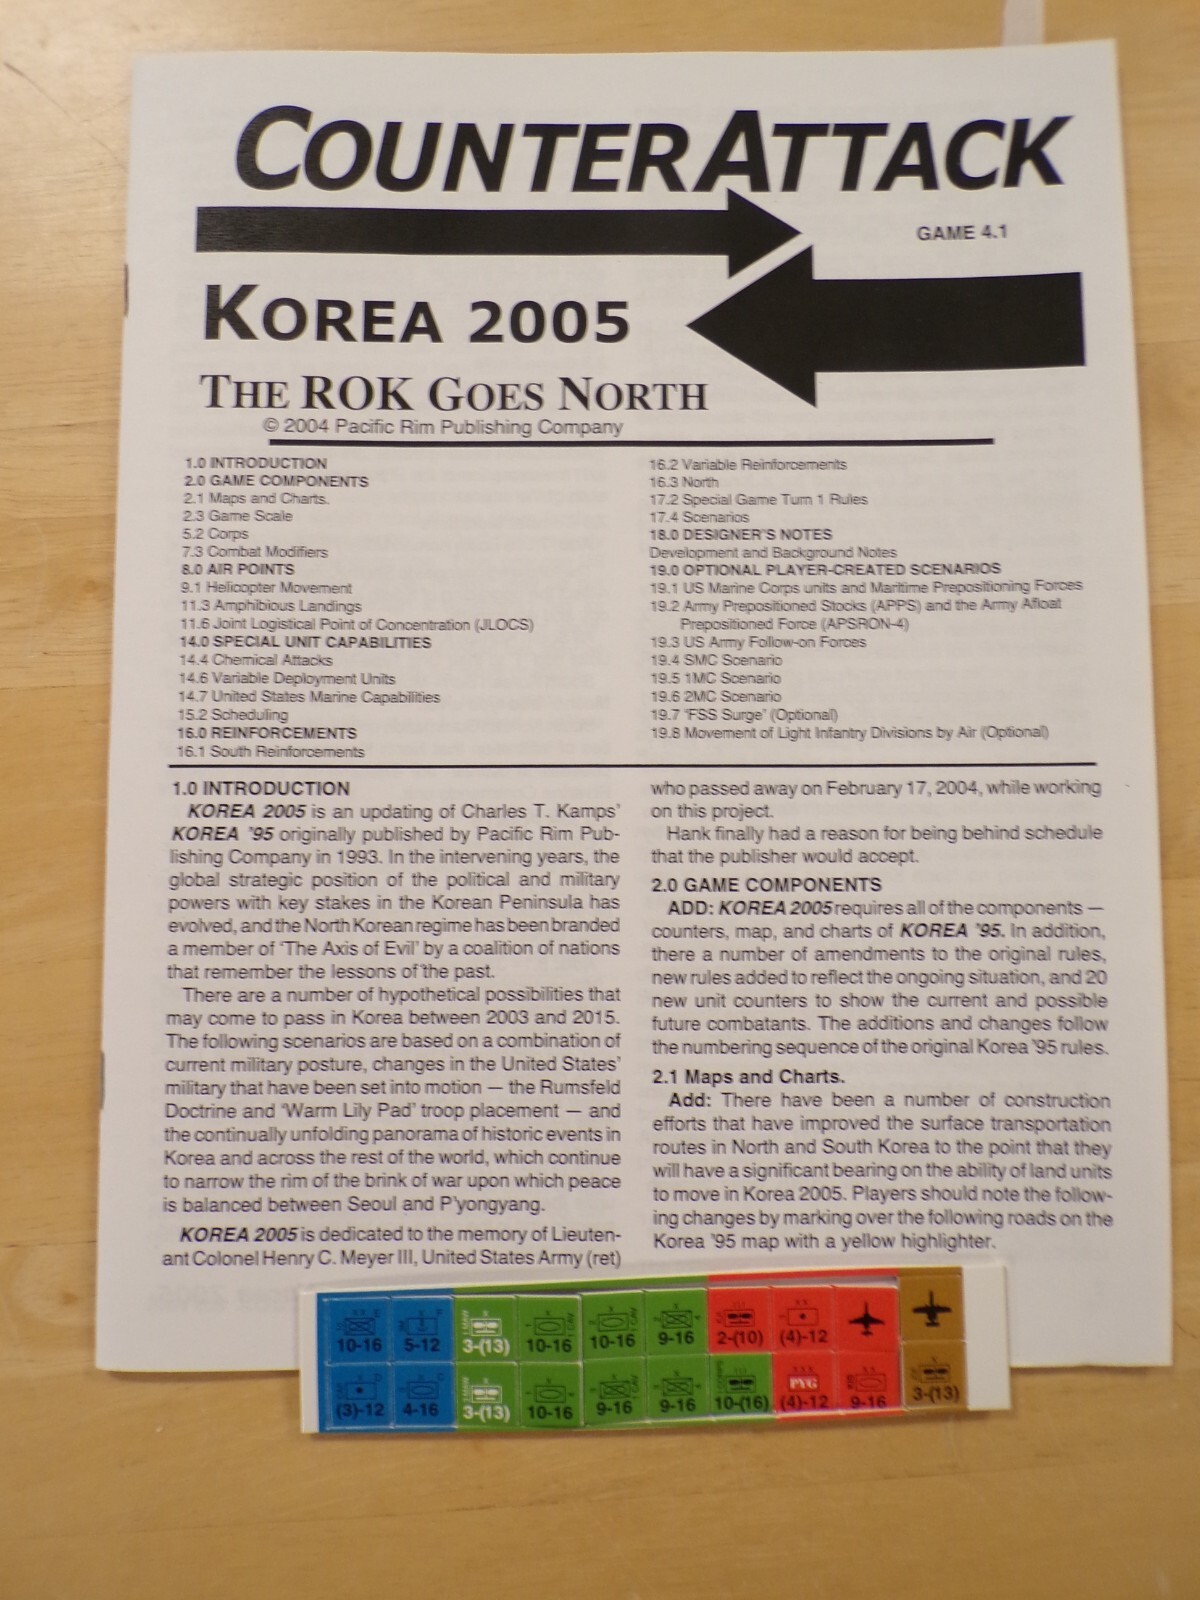 COUNTERATTACK
GAME 4.1
KOREA 2005
THE ROK GOES NORTH
© 2004 Pacific Rim Publishing Company
1.0 INTRODUCTION
2.0 GAME COMPONENTS
2.1 Maps and Charts.
2.3 Game Scale
5.2 Corps
7.3 Combat Modifiers
8.0 AIR POINTS
9.1 Helicopter Movement
11.3 Amphibious Landings
11.6 Joint Logistical Point of Concentration (JLOCS)
14.0 SPECIAL UNIT CAPABILITIES
14.4 Chemical Attacks
14.6 Variable Deployment Units
14.7 United States Marine Capabilities
15.2 Scheduling
16.0 REINFORCEMENTS
16.1 South Reinforcements
16.2 Variable Reinforcements
16.3 North
17.2 Special Game Turn 1 Rules
17.4 Scenarios
18.0 DESIGNER'S NOTES
Development and Background Notes
19.0 OPTIONAL PLAYER-CREATED SCENARIOS
19.1 US Marine Corps units and Maritime Prepositioning Forces
19.2 Army Prepositioned Stocks (APPS) and the Army Afloat
Prepositioned Force (APSRON-4)
19.3 US Army Follow-on Forces
19.4 SMC Scenario
19.5 1MC Scenario
19.6 2MC Scenario
19.7 'FSS Surge' (Optional)
19.8 Movement of Light Infantry Divisions by Air (Optional)
1.0 INTRODUCTION
KOREA 2005 is an updating of Charles T. Kamps'
KOREA '95 originally published by Pacific Rim Pub-
lishing Company in 1993. In the intervening years, the
global strategic position of the political and military
powers with key stakes in the Korean Peninsula has
evolved, and the North Korean regime has been branded
a member of 'The Axis of Evil' by a coalition of nations
that remember the lessons of the past.
There are a number of hypothetical possibilities that
may come to pass in Korea between 2003 and 2015.
The following scenarios are based on a combination of
current military posture, changes in the United States'
military that have been set into motion — the Rumsfeld
Doctrine and 'Warm Lily Pad' troop placement — and
the continually unfolding panorama of historic events in
Korea and across the rest of the world, which continue
to narrow the rim of the brink of war upon which peace
is balanced between Seoul and P'yongyang.
KOREA 2005 is dedicated to the memory of Lieuten-
ant Colonel Henry C. Meyer III, United States Army (ret)
who passed away on February 17, 2004, while working
on this project.
Hank finally had a reason for being behind schedule
that the publisher would accept.
2.0 GAME COMPONENTS
ADD: KOREA 2005 requires all of the components —
counters, map, and charts of KOREA '95. In addition,
there a number of amendments to the original rules,
new rules added to reflect the ongoing situation, and 20
new unit counters to show the current and possible
future combatants. The additions and changes follow
the numbering sequence of the original Korea '95 rules.
2.1 Maps and Charts.
Add: There have been a number of construction
efforts that have improved the surface transportation
routes in North and South Korea to the point that they
will have a significant bearing on the ability of land units
to move in Korea 2005. Players should note the follow-
ing changes by marking over the following roads on the
Korea '95 map with a yellow highlighter.
10-16 5-12 3-(13) 10-16 10-16 9-16 2-(10) (4)-12
PYG
(3)-12 4-16 3-(13) 10-16 9-16 9-16 10-(16) (4)-12 9-16 3-(13)